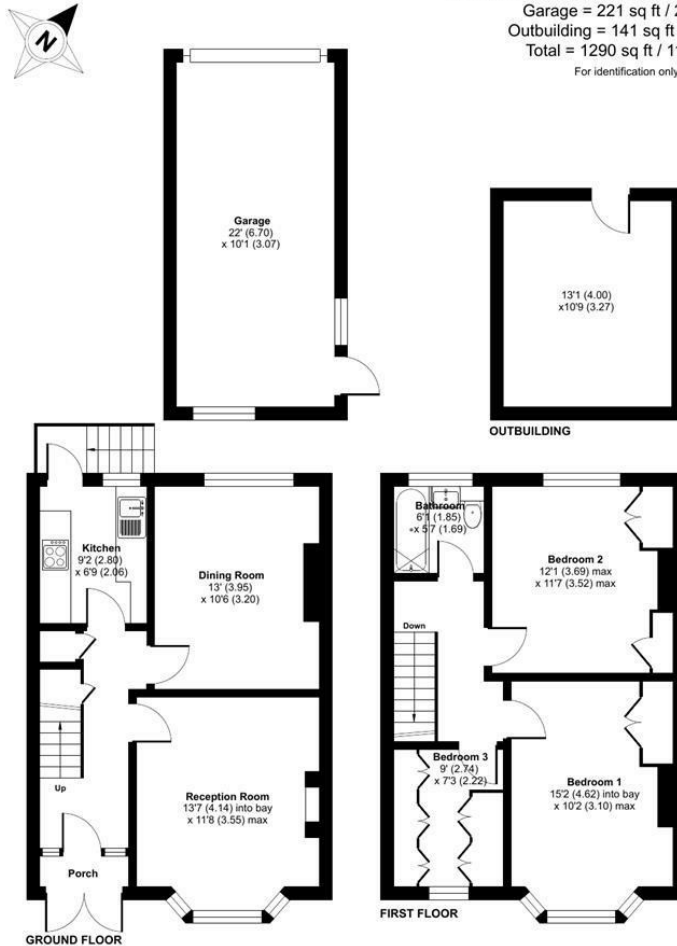 N
Garage = 221 sq ft / 2
Outbuilding = 141 sq ft
Total = 1290 sq ft / 1
For identification only
Garage
22' (6.70)
x 10'1 (3.07)
13'1 (4.00)
x10'9 (3.27)
OUTBUILDING
Kitchen
9'2 (2.80)
x 6'9 (2.06)
Dining Room
13' (3.95)
x 10'6 (3.20)
Reception Room
13'7 (4.14) into bay
x 11'8 (3.55) max
Up
Porch
GROUND FLOOR
Bathroom
6'1 (1.85)
x 5'7 (1.69)
Bedroom 2
12'1 (3.69) max
x 11'7 (3.52) max
Down
Bedroom 3
9' (2.74)
x 7'3 (2.22)
Bedroom 1
15'2 (4.62) into bay
x 10'2 (3.10) max
FIRST FLOOR